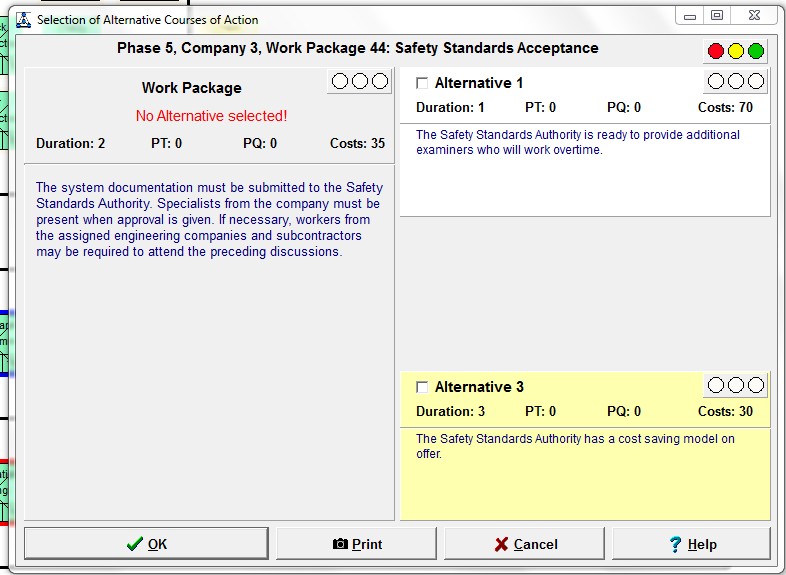 Selection of Alternative Courses of Action
Phase 5, Company 3, Work Package 44: Safety Standards Acceptance
Work Package
No Alternative selected!
Duration: 2 PT: 0 PQ: 0 Costs: 35
The system documentation must be submitted to the Safety
Standards Authority. Specialists from the company must be
present when approval is given. If necessary, workers from
the assigned engineering companies and subcontractors
may be required to attend the preceding discussions.
Alternative 1
Duration: 1 PT: 0 PQ: 0 Costs: 70
The Safety Standards Authority is ready to provide additional
examiners who will work overtime.
Alternative 3
Duration: 3 PT: 0 PQ: 0 Costs: 30
The Safety Standards Authority has a cost saving model on
offer.
OK Print Cancel Help